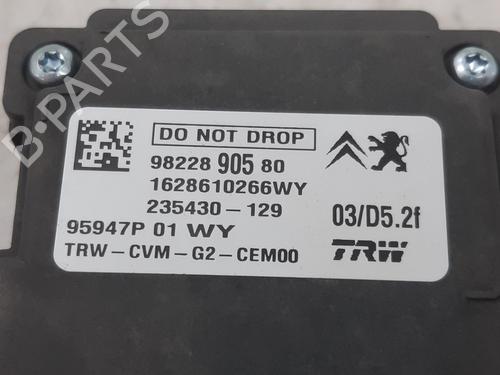 DO NOT DROP
98228 905 80
1628610266WY
235430-129
03/D5.2f
95947P 01 WY
TRW-CVM-G2-CEM00
TRW
B-PARTS